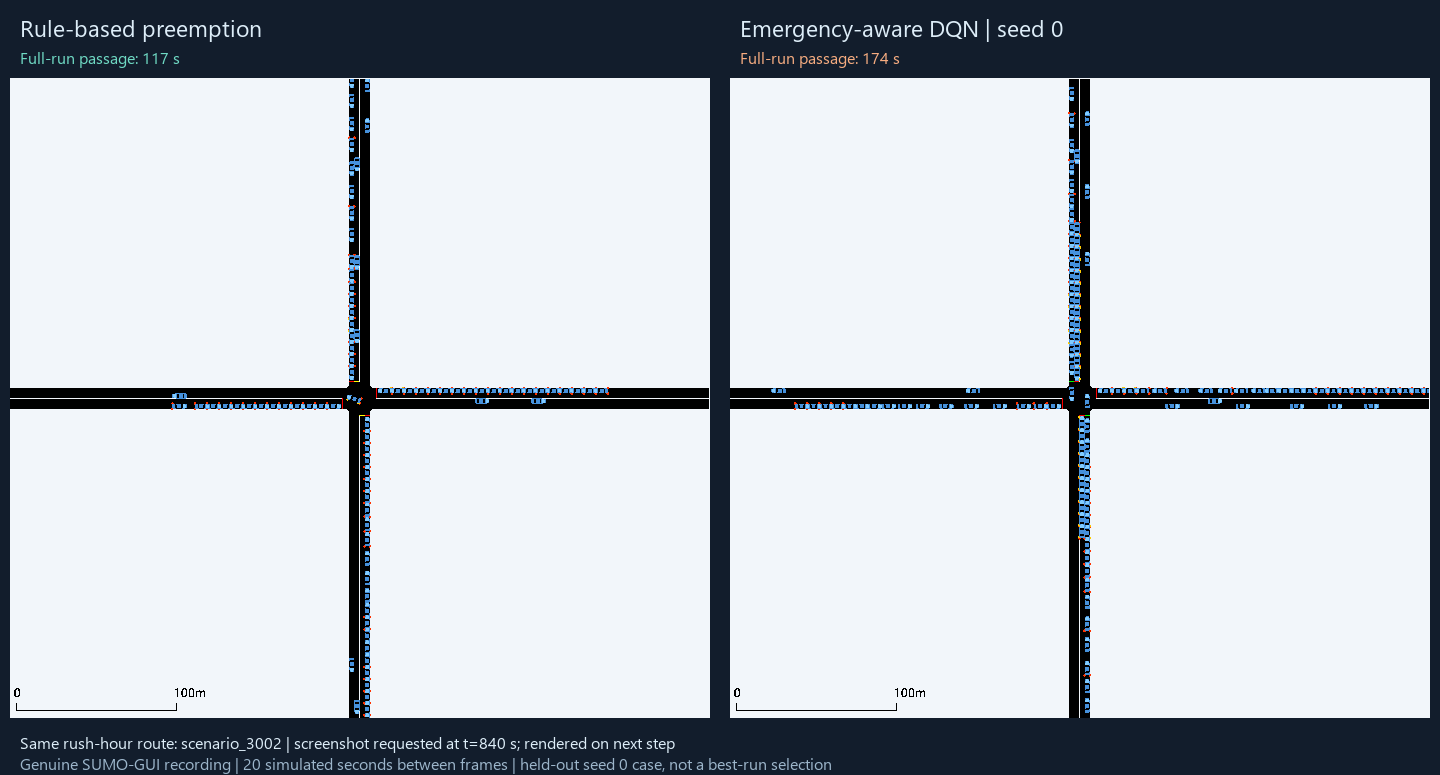 Rule-based preemption
Full-run passage: 117 s
Emergency-aware DQN | seed 0
Full-run passage: 174 s
0 100m
0 100m
Same rush-hour route: scenario_3002 | screenshot requested at t=840 s; rendered on next step
Genuine SUMO-GUI recording | 20 simulated seconds between frames | held-out seed 0 case, not a best-run selection